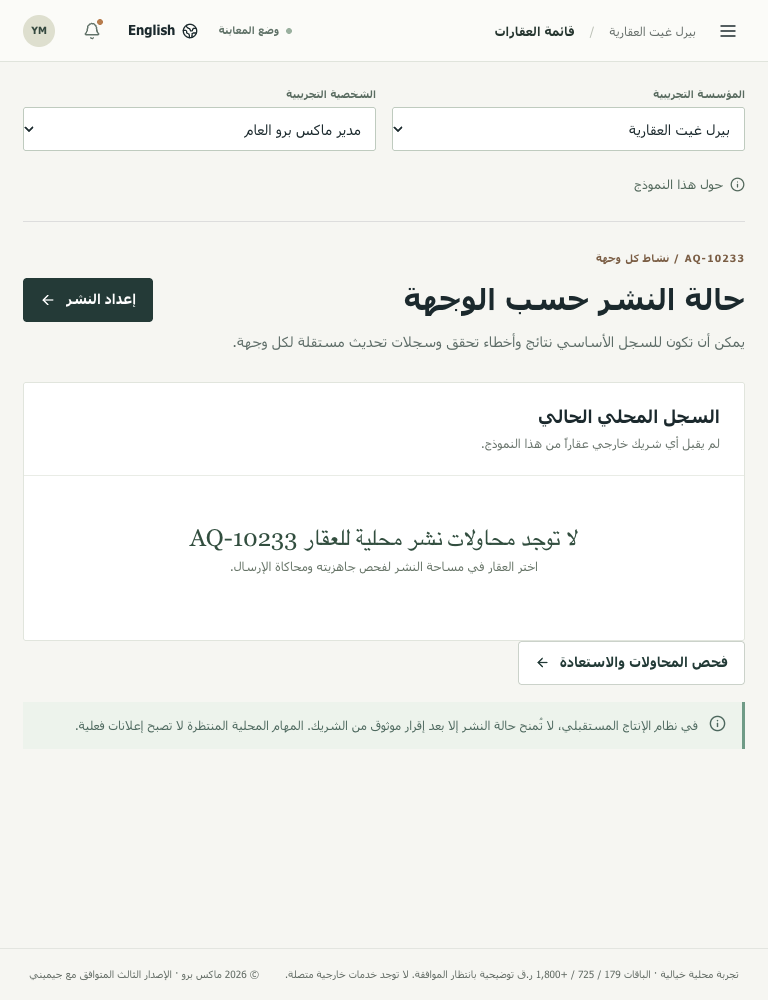 بيرل غيت العقارية / قائمة العقارات
وضع المعاينة
English
YM
المؤسسة التجريبية
بيرل غيت العقارية
الشخصية التجريبية
مدير ماكس برو العام
حول هذا النموذج
AQ-10233 / نشاط كل وجهة
حالة النشر حسب الوجهة
إعداد النشر
يمكن أن تكون للسجل الأساسي نتائج وأخطاء تحقق وسجلات تحديث مستقلة لكل وجهة.
السجل المحلي الحالي
لم يقبل أي شريك خارجي عقاراً من هذا النموذج.
لا توجد محاولات نشر محلية للعقار AQ-10233
اختر العقار في مساحة النشر لفحص جاهزيته ومحاكاة الإرسال.
فحص المحاولات والاستعادة
في نظام الإنتاج المستقبلي، لا تُمنح حالة النشر إلا بعد إقرار موثوق من الشريك. المهام المحلية المنتظرة لا تصبح إعلانات فعلية.
تجربة محلية خيالية · الباقات 179 / 725 / +1,800 ر.ق توضيحية بانتظار الموافقة. لا توجد خدمات خارجية متصلة.
© 2026 ماكس برو · الإصدار الثالث المتوافق مع جيميني